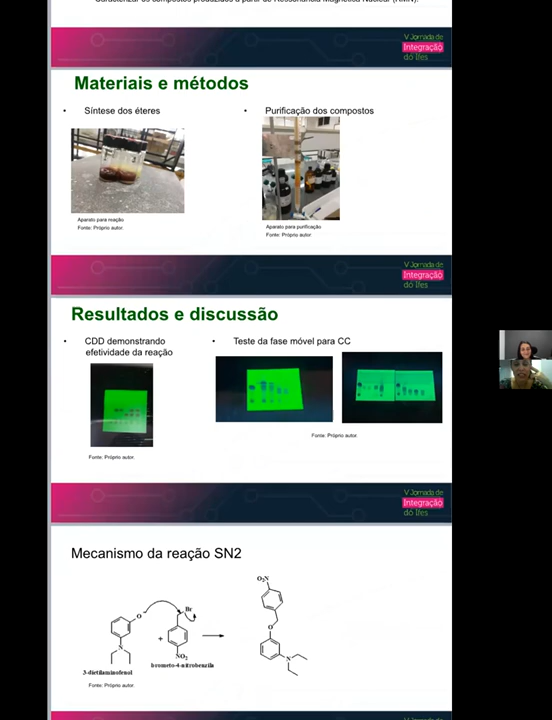 Caracterizar os compostos produzidos a partir de Ressonância Magnética Nuclear (RMN).
V Jornada de
Integração
do Ifes
Materiais e métodos
• Síntese dos éteres
• Purificação dos compostos
Aparato para reação
Fonte: Próprio autor.
Aparato para purificação
Fonte: Próprio autor.
V Jornada de
Integração
do Ifes
Resultados e discussão
• CDD demonstrando
efetividade da reação
• Teste da fase móvel para CC
Fonte: Próprio autor.
Fonte: Próprio autor.
V Jornada de
Integração
do Ifes
Mecanismo da reação SN2
O
Br
+
N
NO₂
3-dietilaminofenol
brometo-4-nitrobenzila
O₂N
O
N
Fonte: Próprio autor.
V Jornada de